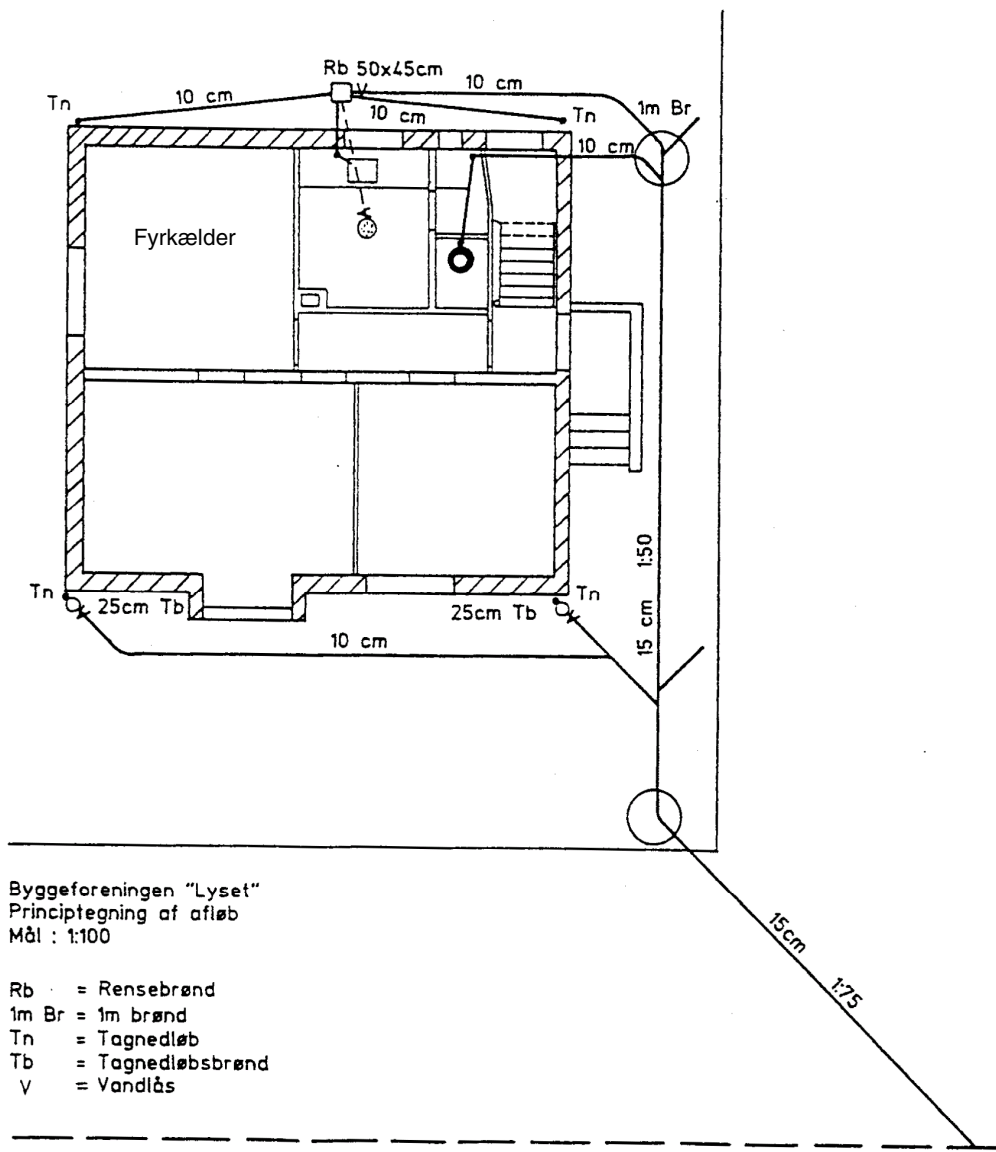 Rb 50x45cm
10 cm
10 cm
10 cm
Tn
Tn
1m Br
10 cm
Fyrkælder
15 cm 1:50
Tn
25cm Tb
25cm Tb
Tn
10 cm
Byggeforeningen "Lyset"
Principtegning af afløb
Mål : 1:100
15cm 1:75
Rb = Rensebrønd
1m Br = 1m brønd
Tn = Tagnedløb
Tb = Tagnedløbsbrønd
V = Vandlås